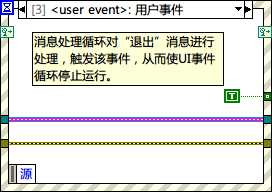 [3] <user event>: 用户事件
消息处理循环对“退出”消息进行
处理，触发该事件，从而使UI事件
循环停止运行。
T
源